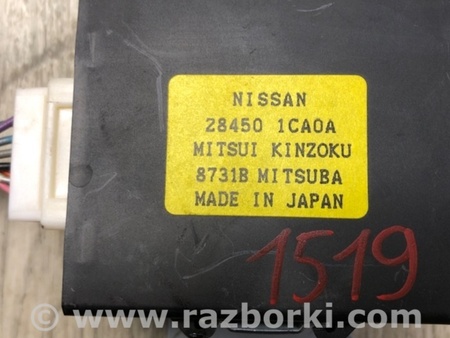 NISSAN
28450 1CA0A
MITSUI KINZOKU
8731B MITSUBA
MADE IN JAPAN
1519
www.razborki.com